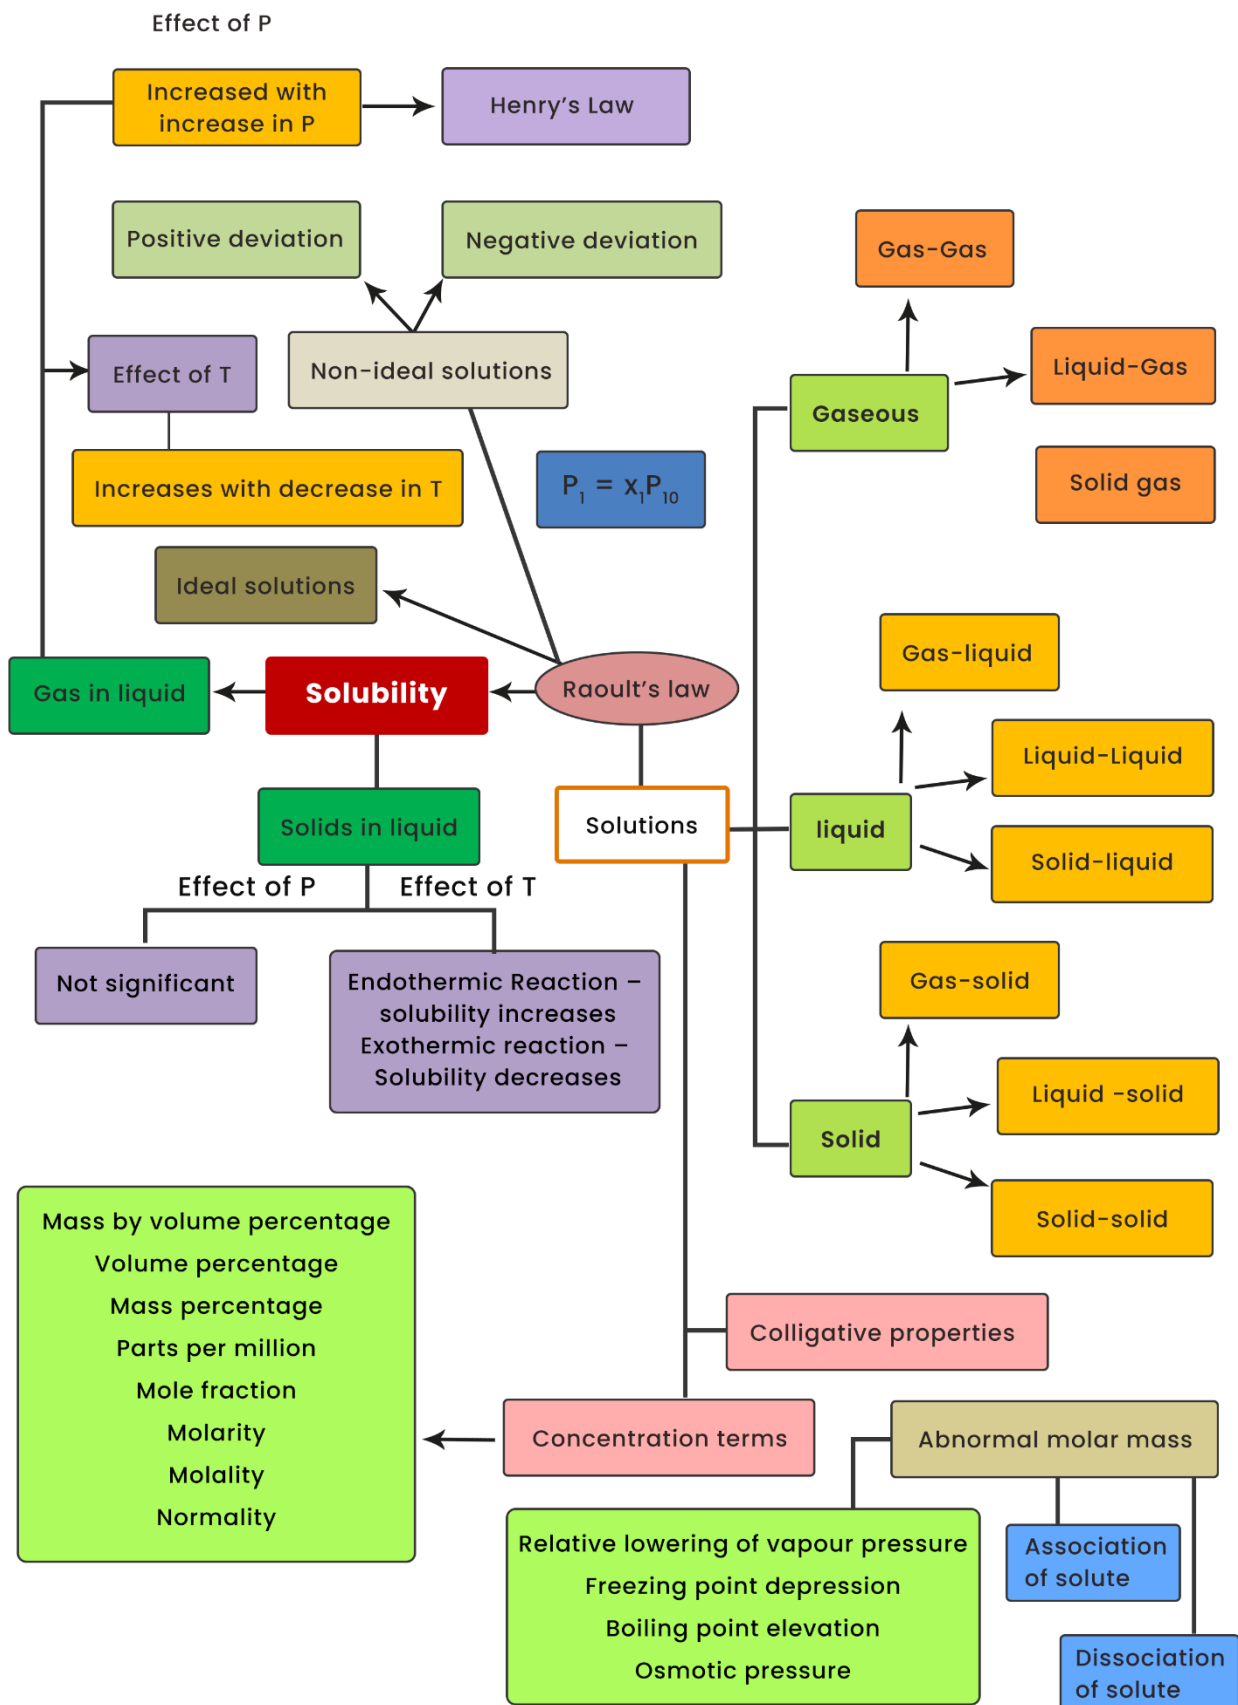 Effect of P
Increased with
increase in P
Henry's Law
Positive deviation
Negative deviation
Gas-Gas
Effect of T
Non-ideal solutions
Liquid-Gas
Gaseous
Increases with decrease in T
P₁ = x₁P₁₀
Solid gas
Ideal solutions
Gas-liquid
Gas in liquid
Solubility
Raoult's law
Liquid-Liquid
Solids in liquid
Solutions
liquid
Solid-liquid
Effect of P
Effect of T
Not significant
Endothermic Reaction –
solubility increases
Exothermic reaction –
Solubility decreases
Gas-solid
Liquid -solid
Solid
Solid-solid
Mass by volume percentage
Volume percentage
Mass percentage
Parts per million
Mole fraction
Molarity
Molality
Normality
Colligative properties
Concentration terms
Abnormal molar mass
Relative lowering of vapour pressure
Freezing point depression
Boiling point elevation
Osmotic pressure
Association
of solute
Dissociation
of solute